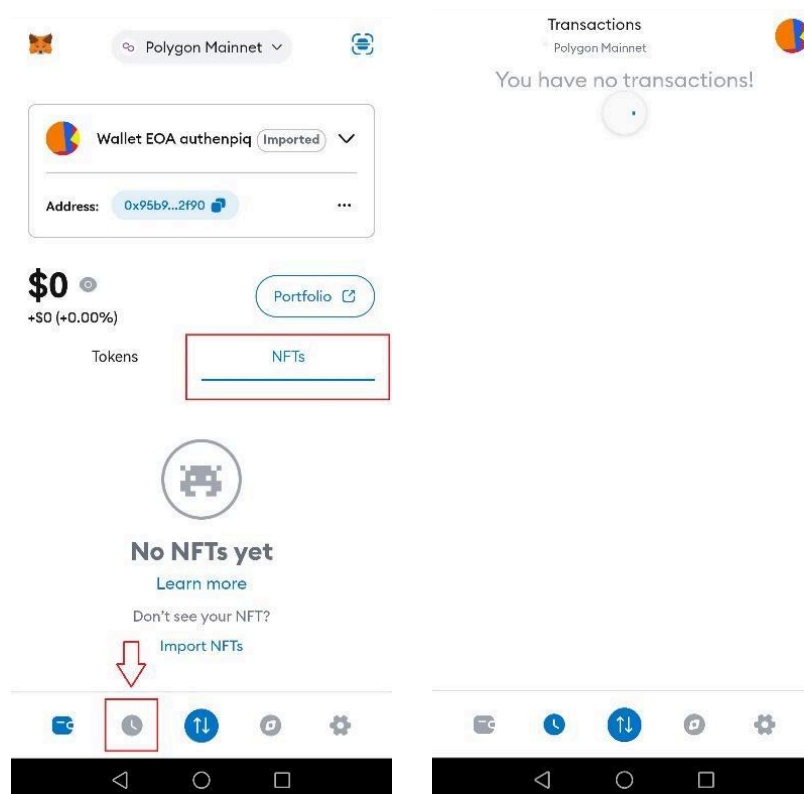 Polygon Mainnet
Wallet EOA authenpiq Imported
Address: 0x95b9...2f90
$0
Portfolio
+$0 (+0.00%)
Tokens
NFTs
No NFTs yet
Learn more
Don't see your NFT?
Import NFTs
Transactions
Polygon Mainnet
You have no transactions!